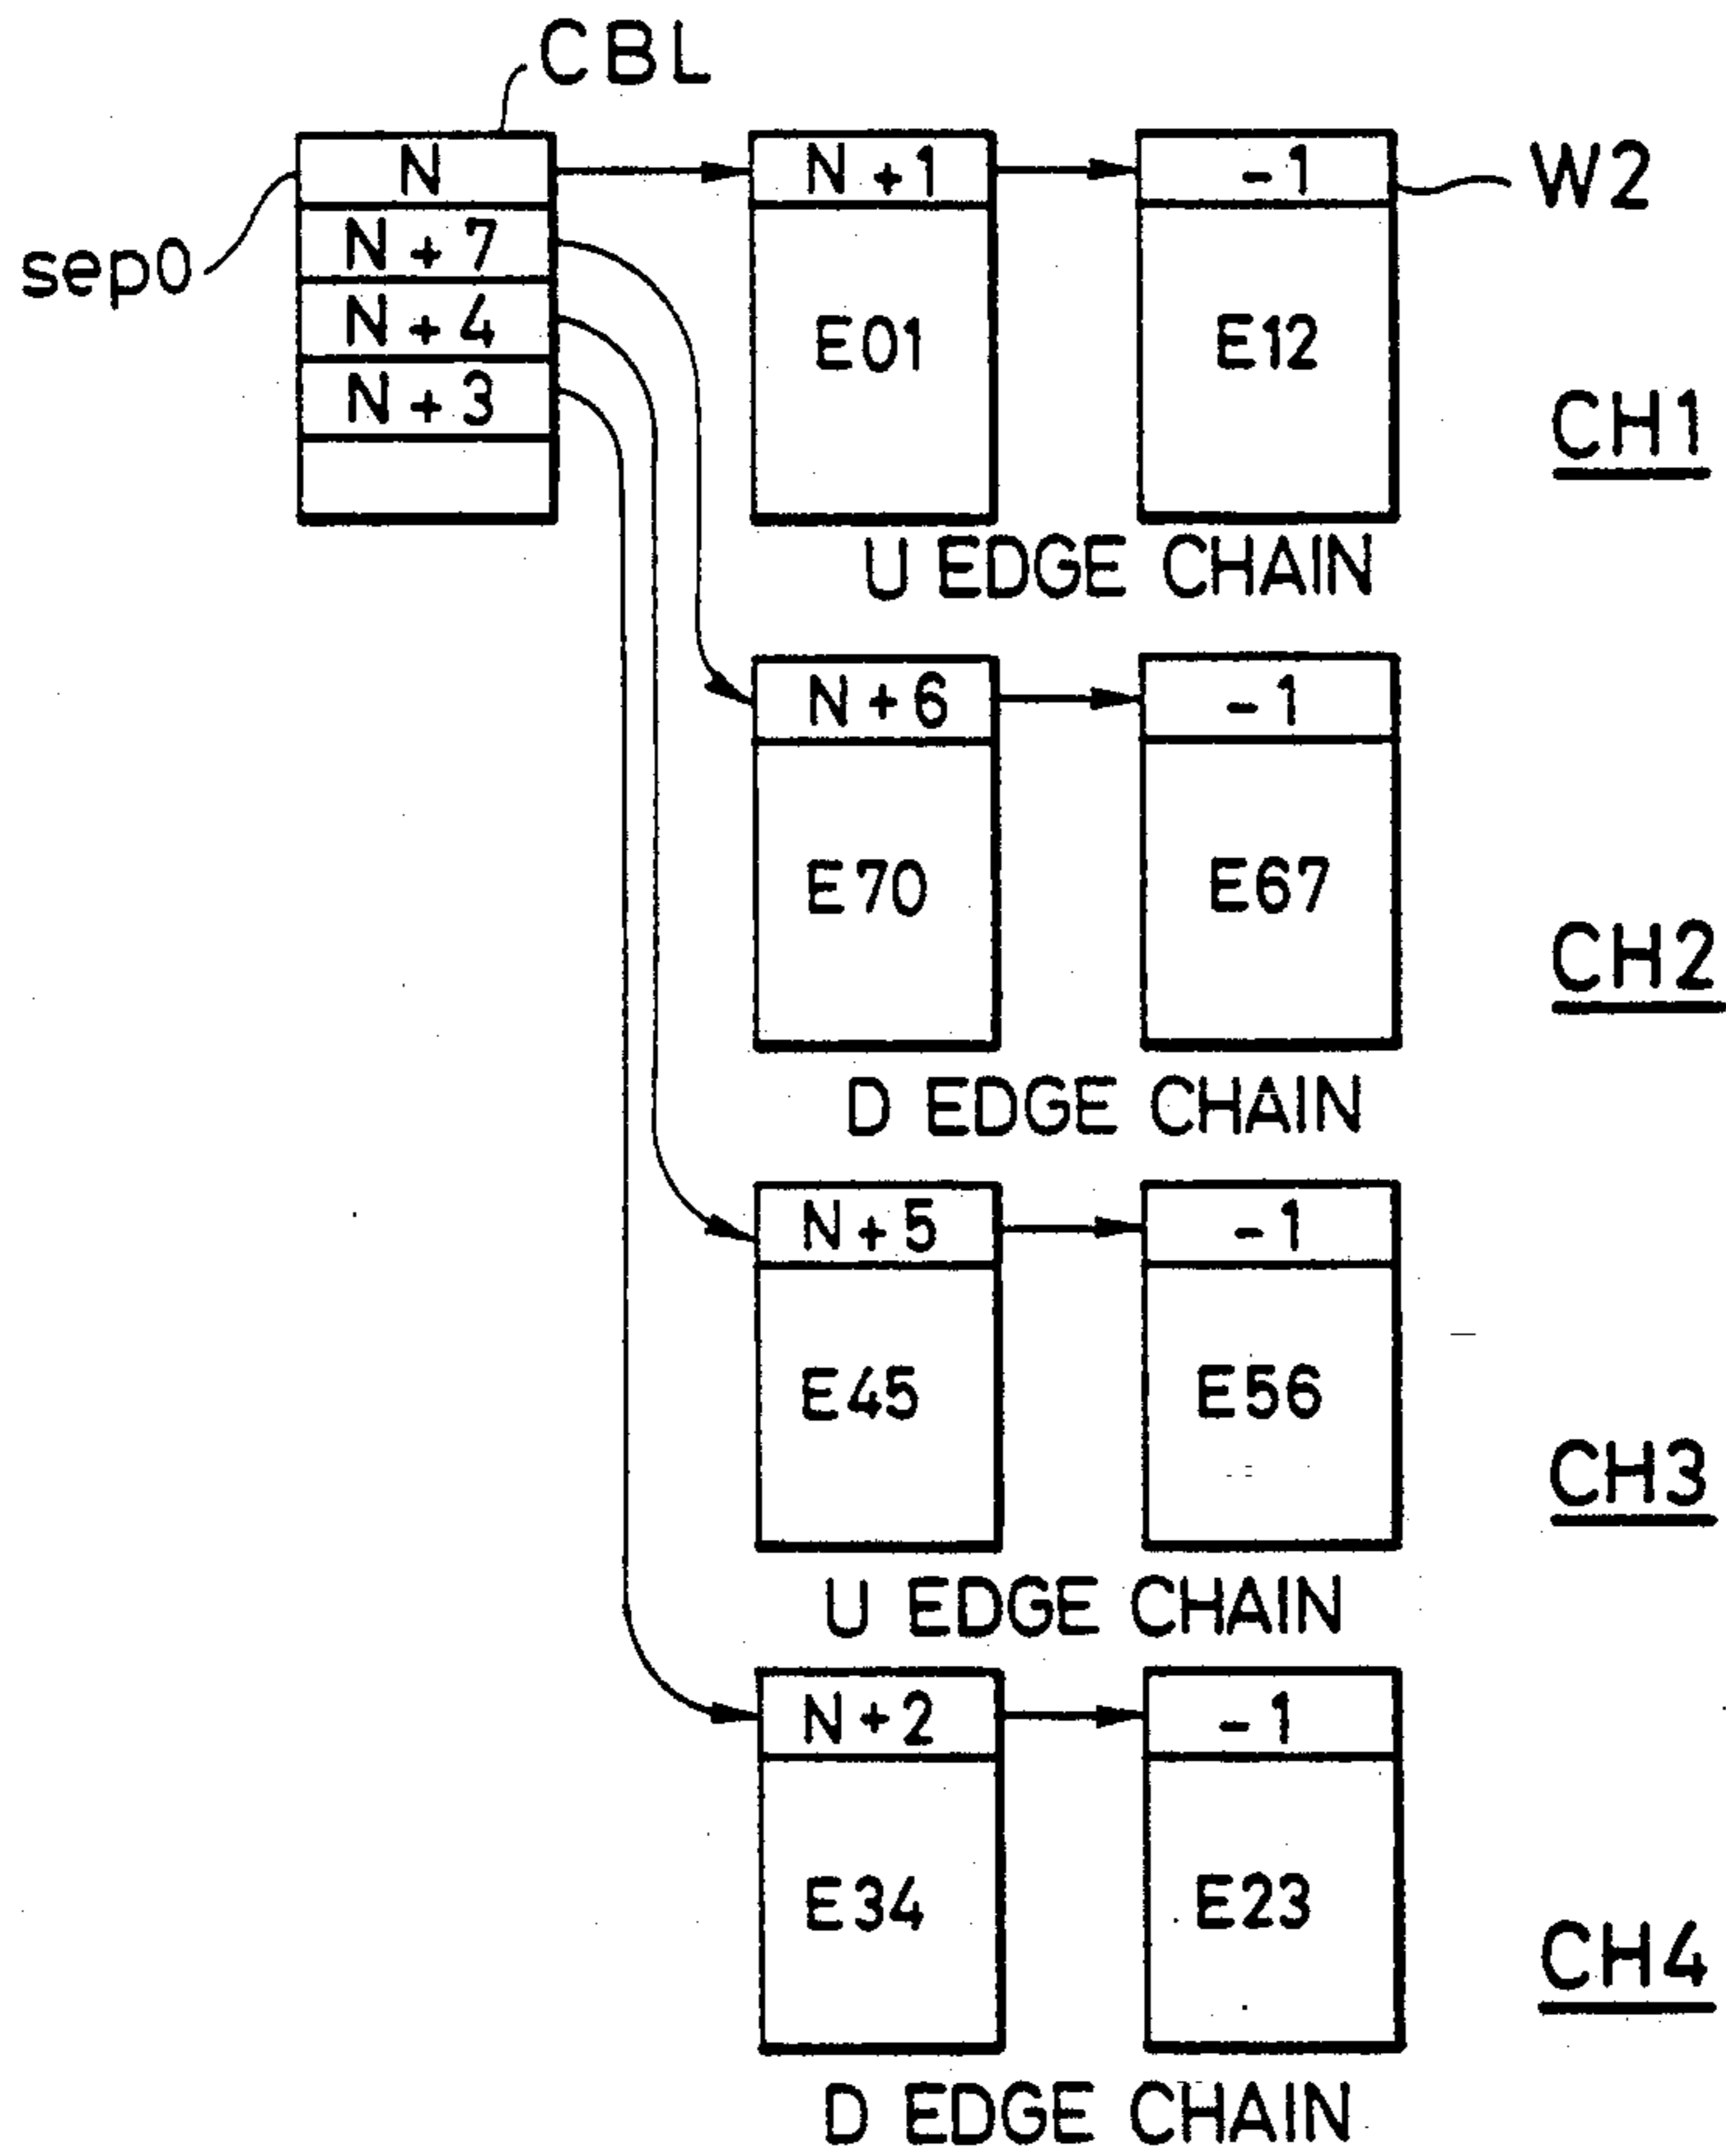 CBL
sep0
N
N+7
N+4
N+3
N+1
-1
W2
E01
E12
CH1
U EDGE CHAIN
N+6
-1
E70
E67
CH2
D EDGE CHAIN
N+5
-1
E45
E56
CH3
U EDGE CHAIN
N+2
-1
E34
E23
CH4
D EDGE CHAIN